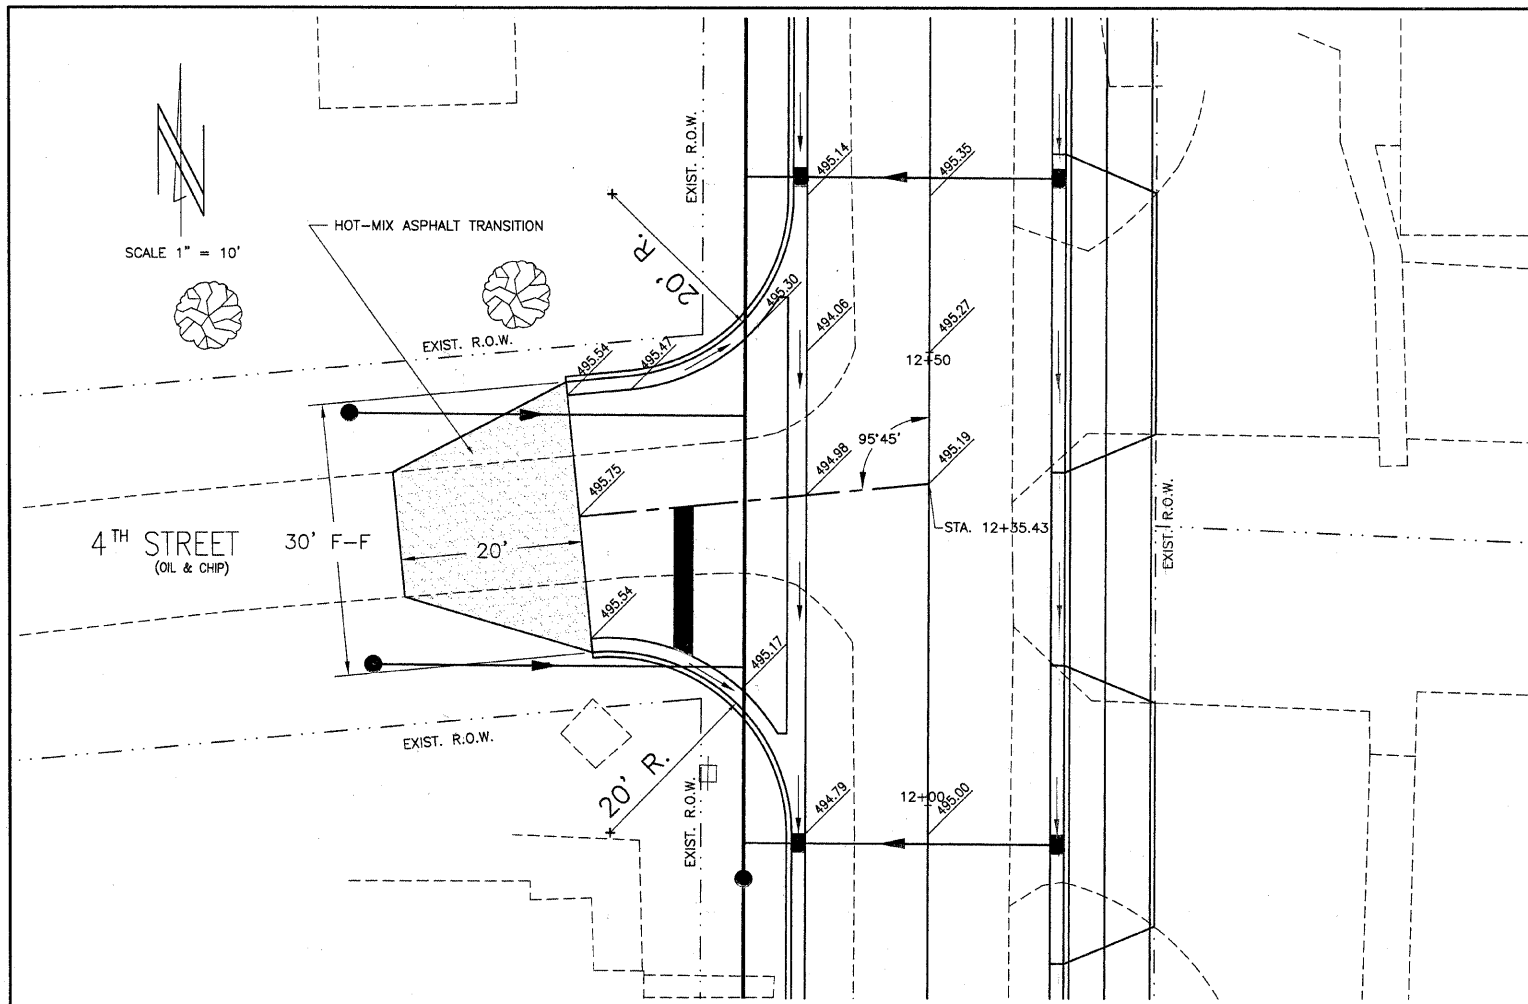 EXIST. R.O.W.
495.14
495.35
HOT-MIX ASPHALT TRANSITION
SCALE 1" = 10'
20' R.
495.30
494.06
495.27
12+50
EXIST. R.O.W.
495.54
495.47
95°45'
494.98
495.19
495.75
STA. 12+35.43
EXIST. R.O.W.
4TH STREET
(OIL & CHIP)
30' F-F
20'
495.54
495.17
EXIST. R.O.W.
20' R.
EXIST. R.O.W.
494.79
12+00
495.00